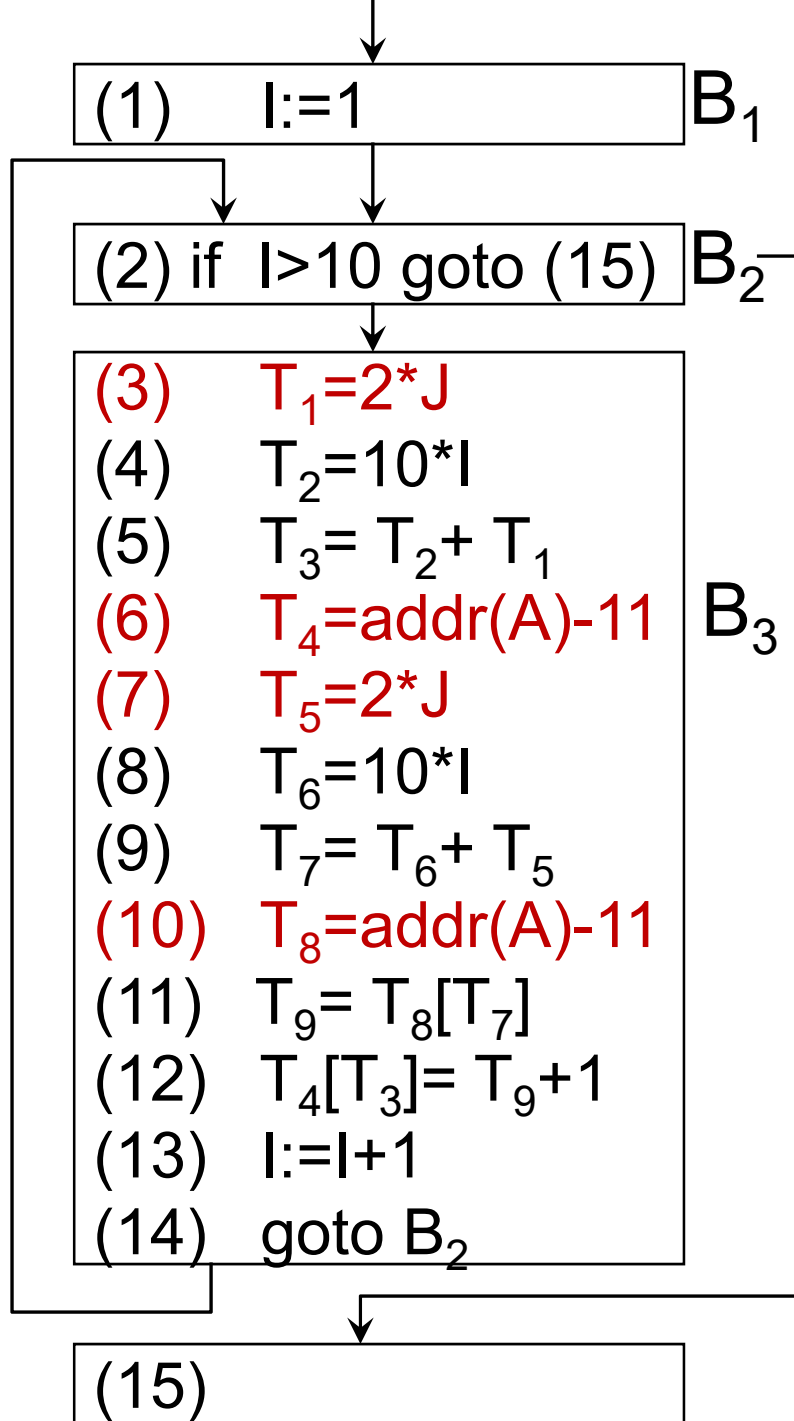 (1) I:=1 B₁
(2) if I>10 goto (15) B₂
(3) T₁=2*J
(4) T₂=10*I
(5) T₃= T₂+ T₁
(6) T₄=addr(A)-11 B₃
(7) T₅=2*J
(8) T₆=10*I
(9) T₇= T₆+ T₅
(10) T₈=addr(A)-11
(11) T₉= T₈[T₇]
(12) T₄[T₃]= T₉+1
(13) I:=I+1
(14) goto B₂
(15)